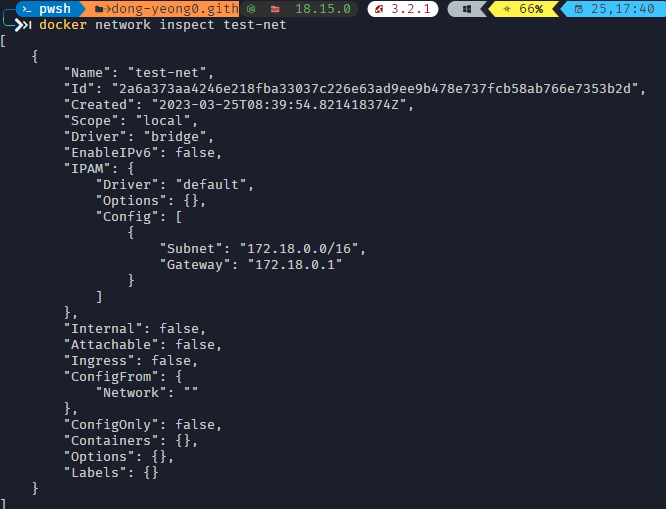 pwsh dong-yeong0.gith 18.15.0 3.2.1 66% 25,17:40
docker network inspect test-net
[
    {
        "Name": "test-net",
        "Id": "2a6a373aa4246e218fba33037c226e63ad9ee9b478e737fcb58ab766e7353b2d",
        "Created": "2023-03-25T08:39:54.821418374Z",
        "Scope": "local",
        "Driver": "bridge",
        "EnableIPv6": false,
        "IPAM": {
            "Driver": "default",
            "Options": {},
            "Config": [
                {
                    "Subnet": "172.18.0.0/16",
                    "Gateway": "172.18.0.1"
                }
            ]
        },
        "Internal": false,
        "Attachable": false,
        "Ingress": false,
        "ConfigFrom": {
            "Network": ""
        },
        "ConfigOnly": false,
        "Containers": {},
        "Options": {},
        "Labels": {}
    }
]